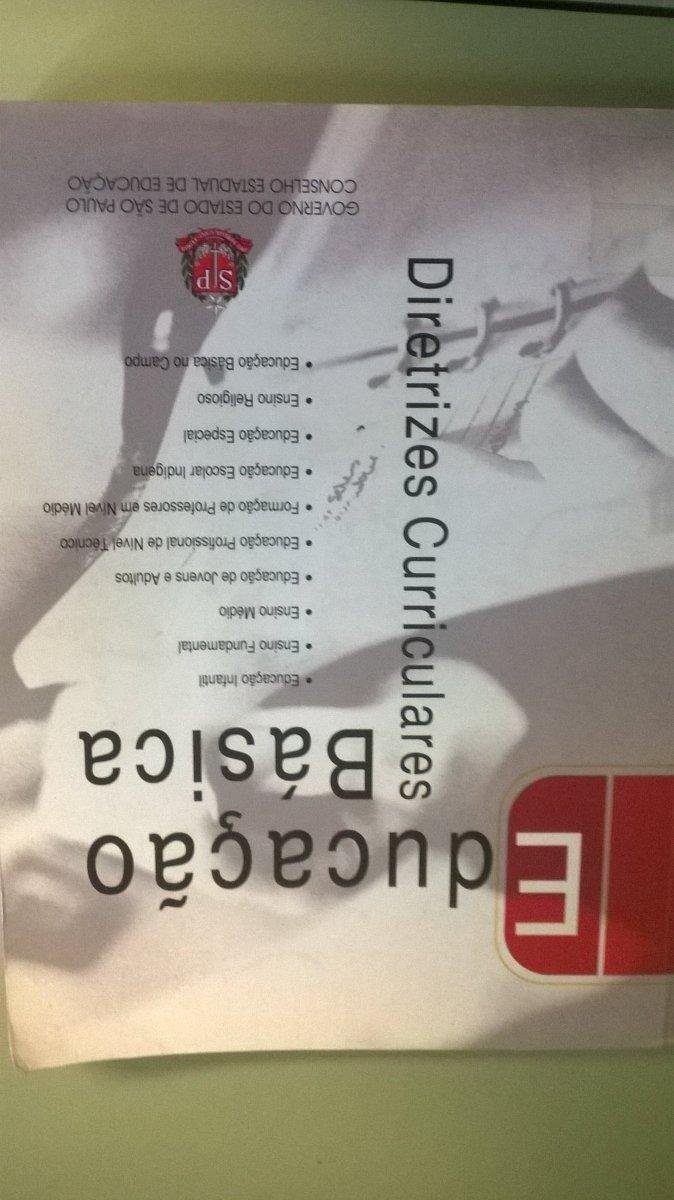 Educação
Básica
Diretrizes Curriculares
• Educação Infantil
• Ensino Fundamental
• Ensino Médio
• Educação de Jovens e Adultos
• Educação Profissional de Nível Técnico
• Formação de Professores em Nível Médio
• Educação Escolar Indígena
• Educação Especial
• Ensino Religioso
• Educação Básica no Campo
SP
GOVERNO DO ESTADO DE SÃO PAULO
CONSELHO ESTADUAL DE EDUCAÇÃO